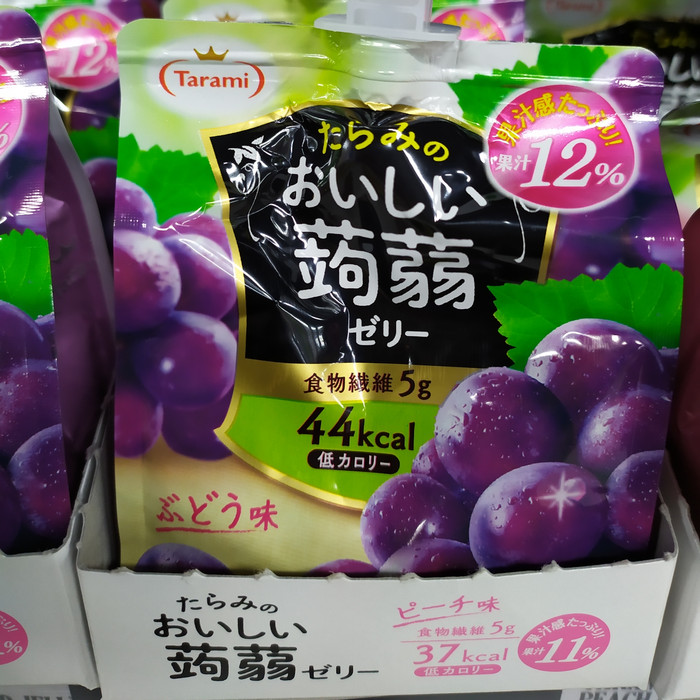 Tarami
果汁感たっぷり!!
果汁12%
たらみの
おいしい
蒟蒻
ゼリー
食物繊維5g
44kcal
低カロリー
ぶどう味
たらみの
おいしい
蒟蒻ゼリー
ピーチ味
食物繊維5g
37kcal
低カロリー
果汁感たっぷり!!
果汁11%
Tarami
12%
PEACH